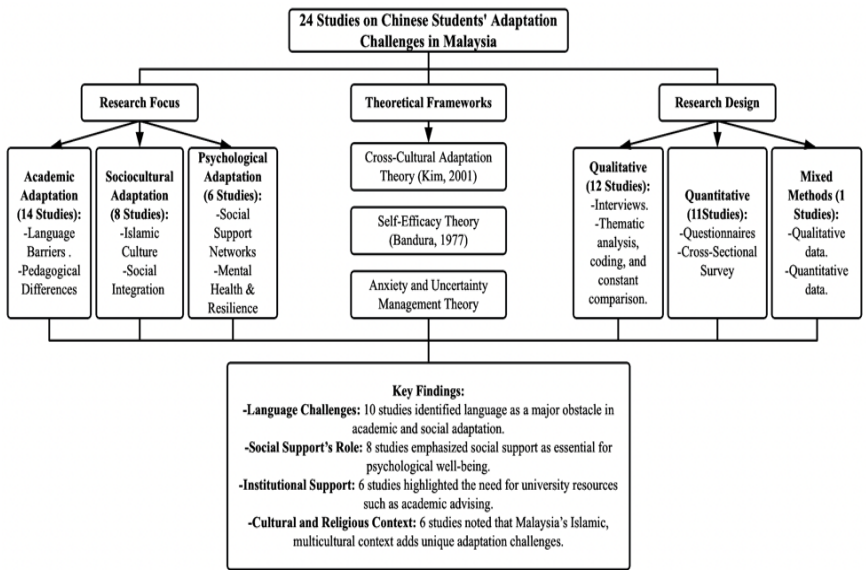 24 Studies on Chinese Students' Adaptation
Challenges in Malaysia
Research Focus
Theoretical Frameworks
Research Design
Academic
Adaptation
(14 Studies):
-Language
Barriers .
-Pedagogical
Differences
Sociocultural
Adaptation
(8 Studies):
-Islamic
Culture
-Social
Integration
Psychological
Adaptation
(6 Studies):
-Social
Support
Networks
-Mental
Health &
Resilience
Cross-Cultural Adaptation
Theory (Kim, 2001)
Self-Efficacy Theory
(Bandura, 1977)
Anxiety and Uncertainty
Management Theory
Qualitative
(12 Studies):
-Interviews.
-Thematic
analysis,
coding, and
constant
comparison.
Quantitative
(11Studies):
-Questionnaires
-Cross-Sectional
Survey
Mixed
Methods (1
Studies):
-Qualitative
data.
-Quantitative
data.
Key Findings:
-Language Challenges: 10 studies identified language as a major obstacle in
academic and social adaptation.
-Social Support's Role: 8 studies emphasized social support as essential for
psychological well-being.
-Institutional Support: 6 studies highlighted the need for university resources
such as academic advising.
-Cultural and Religious Context: 6 studies noted that Malaysia's Islamic,
multicultural context adds unique adaptation challenges.